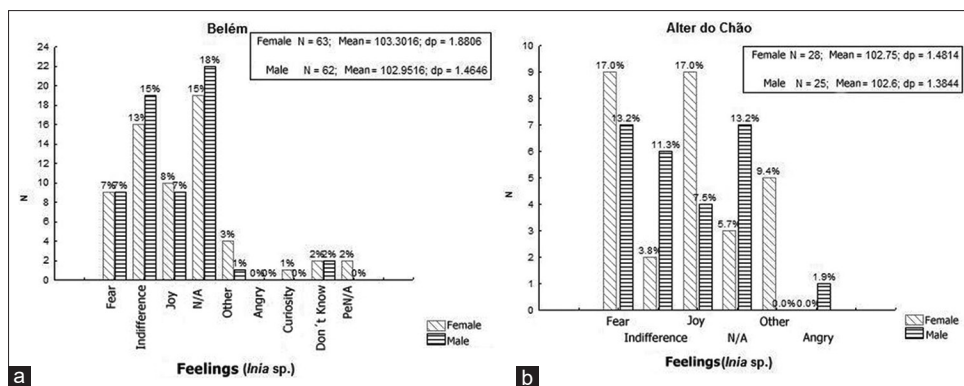 Belém
Female N = 63; Mean = 103.3016; dp = 1.8806
Male N = 62; Mean = 102.9516; dp = 1.4646
24
22
20
18
16
14
12
10
8
6
4
2
0
N
7%
7%
13%
15%
8%
7%
15%
18%
3%
1%
0%
0%
1%
0%
2%
2%
2%
0%
Fear
Indifference
Joy
N/A
Other
Angry
Curiosity
Don´t Know
PeN/A
Female
Male
Feelings (Inia sp.)
a
Alter do Chão
Female N = 28; Mean = 102.75; dp = 1.4814
Male N = 25; Mean = 102.6; dp = 1.3844
10
9
8
7
6
5
4
3
2
1
0
N
17.0%
13.2%
3.8%
11.3%
17.0%
7.5%
5.7%
13.2%
9.4%
0.0%
0.0%
1.9%
Fear
Indifference
Joy
N/A
Other
Angry
Female
Male
Feelings(Inia sp.)
b